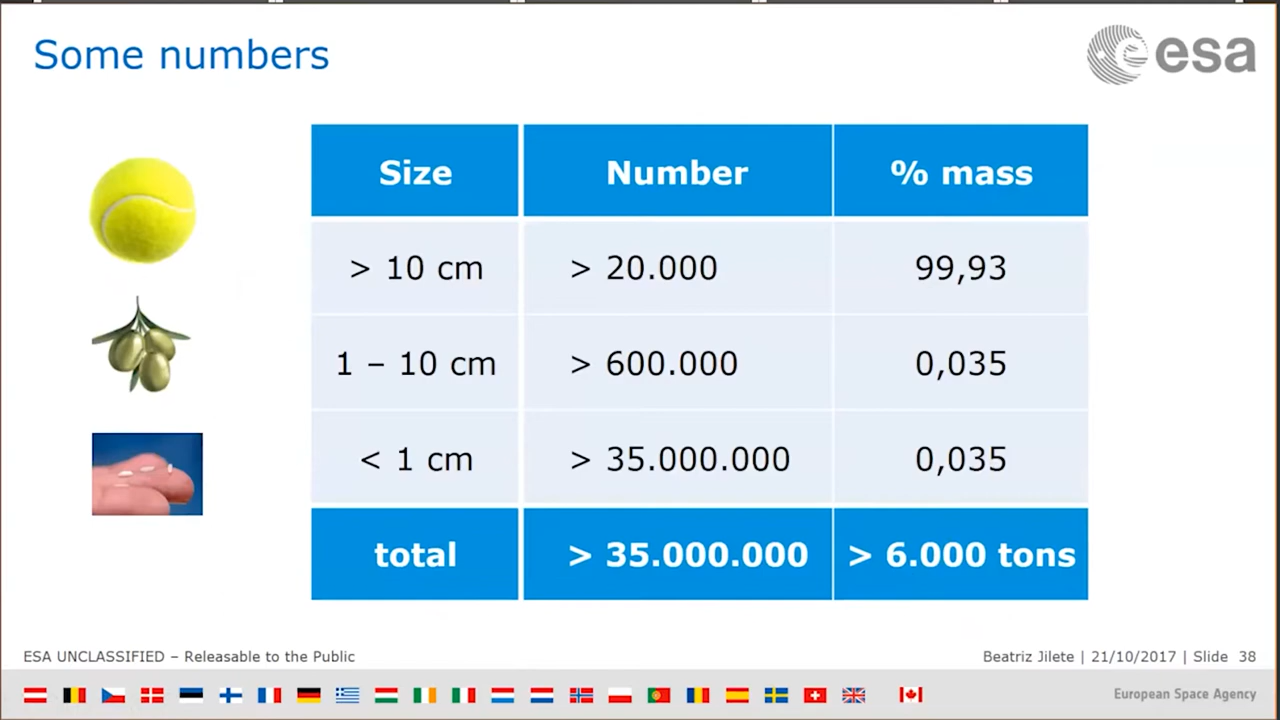 Some numbers
esa
Size Number % mass
> 10 cm > 20.000 99,93
1 – 10 cm > 600.000 0,035
< 1 cm > 35.000.000 0,035
total > 35.000.000 > 6.000 tons
ESA UNCLASSIFIED – Releasable to the Public
Beatriz Jilete | 21/10/2017 | Slide 38
European Space Agency